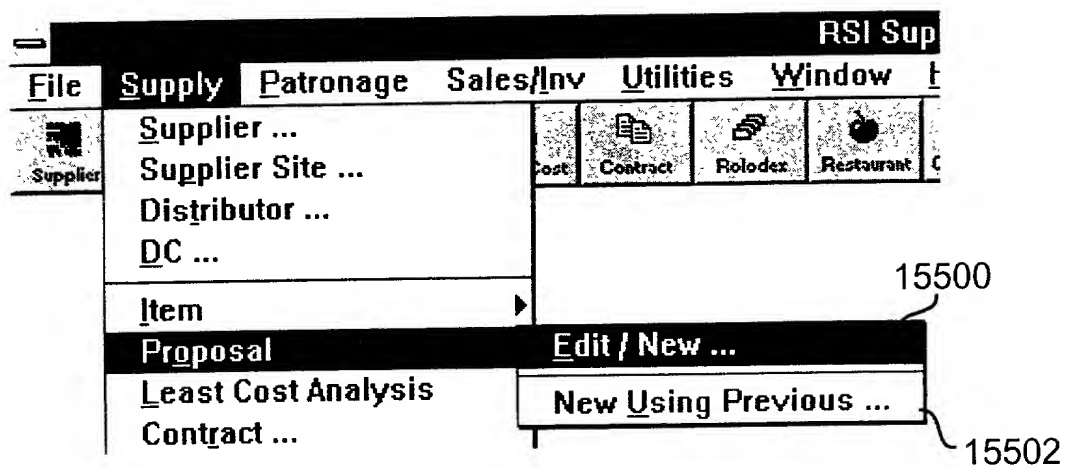 RSI Sup
File Supply Patronage Sales/Inv Utilities Window
Supplier Cost Contract Rolodex Restaurant
Supplier ...
Supplier Site ...
Distributor ...
DC ...
Item
Proposal
Least Cost Analysis
Contract ...
Edit / New ...
New Using Previous ...
15500
15502